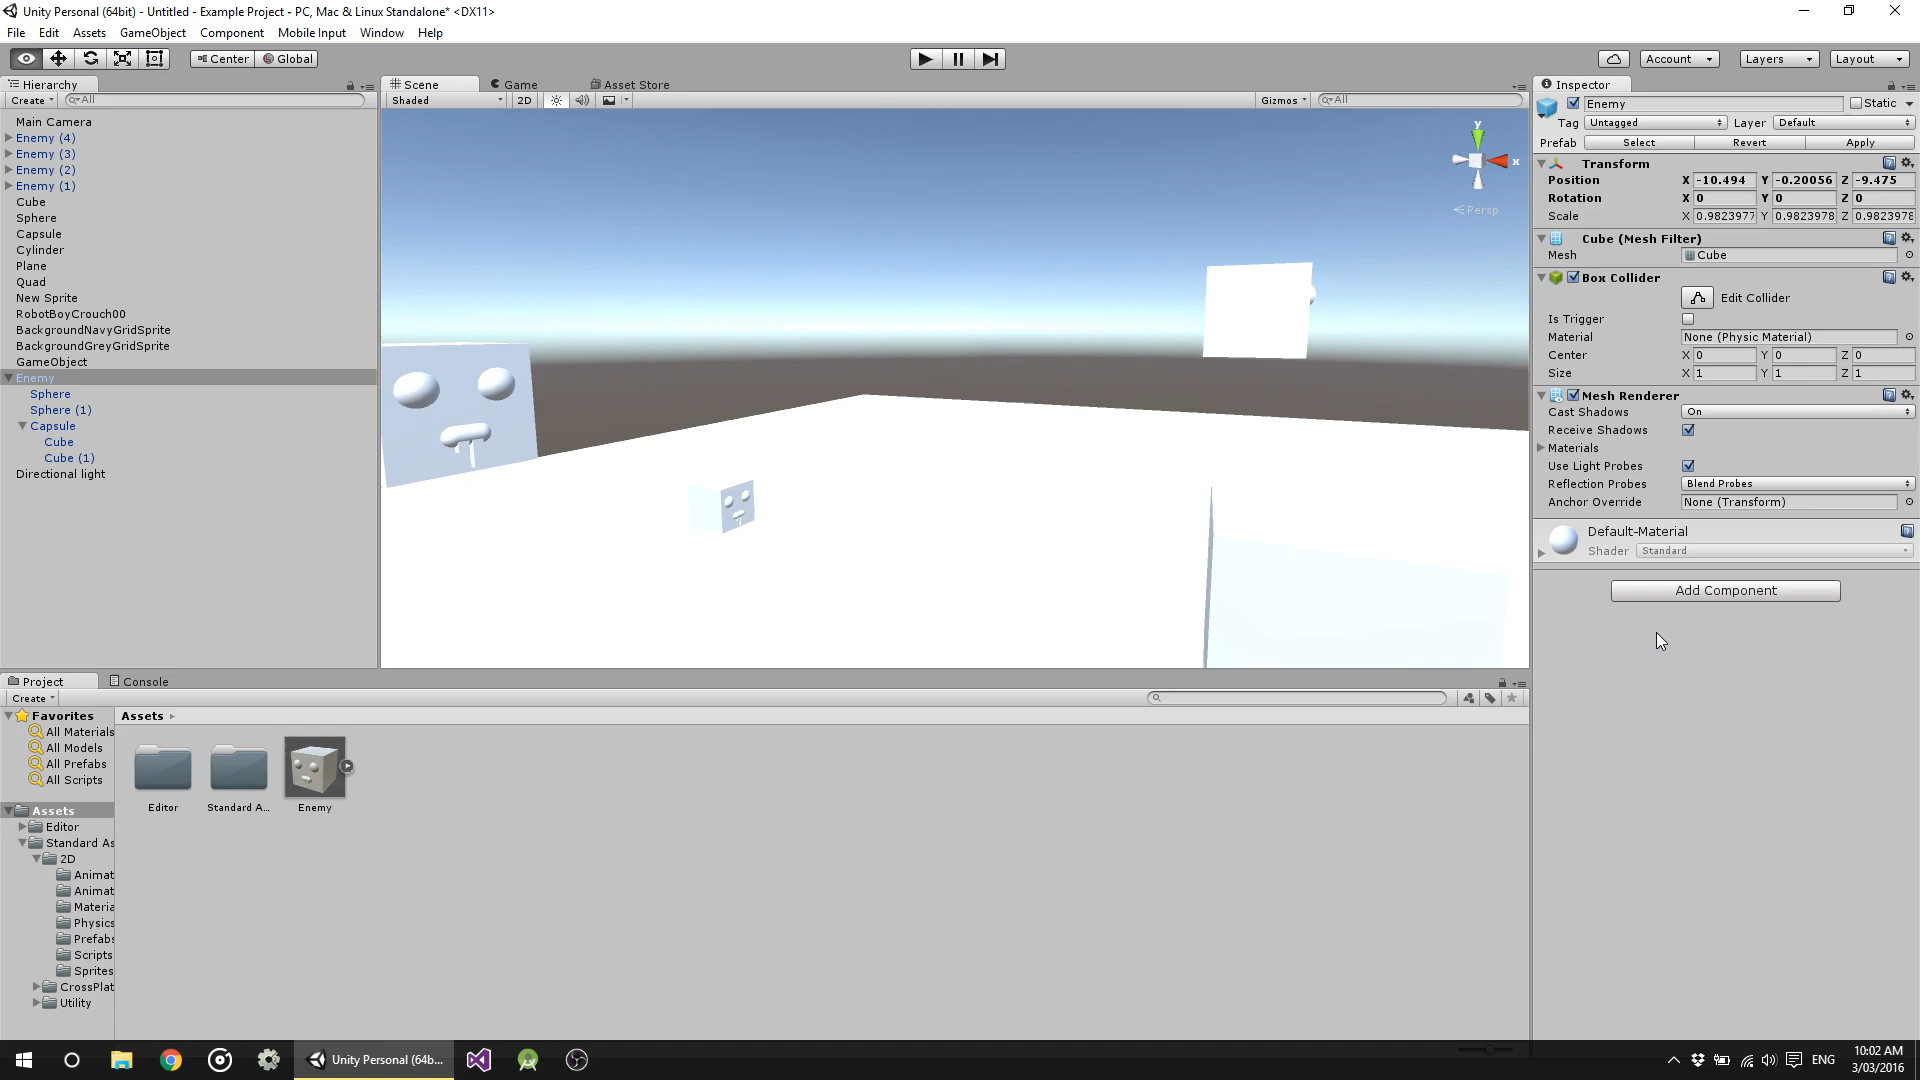 Unity Personal (64bit) - Untitled - Example Project - PC, Mac & Linux Standalone* <DX11>
File Edit Assets GameObject Component Mobile Input Window Help
Center Global
Account Layers Layout
Hierarchy
Create All
Main Camera
Enemy (4)
Enemy (3)
Enemy (2)
Enemy (1)
Cube
Sphere
Capsule
Cylinder
Plane
Quad
New Sprite
RobotBoyCrouch00
BackgroundNavyGridSprite
BackgroundGreyGridSprite
GameObject
Enemy
Sphere
Sphere (1)
Capsule
Cube
Cube (1)
Directional light
Scene Game Asset Store
Shaded 2D Gizmos All
y
x
Persp
Inspector
Enemy Static
Tag Untagged Layer Default
Prefab Select Revert Apply
Transform
Position X -10.494 Y -0.20056 Z -9.475
Rotation X 0 Y 0 Z 0
Scale X 0.9823977 Y 0.9823978 Z 0.9823978
Cube (Mesh Filter)
Mesh Cube
Box Collider
Edit Collider
Is Trigger
Material None (Physic Material)
Center X 0 Y 0 Z 0
Size X 1 Y 1 Z 1
Mesh Renderer
Cast Shadows On
Receive Shadows
Materials
Use Light Probes
Reflection Probes Blend Probes
Anchor Override None (Transform)
Default-Material
Shader Standard
Add Component
Project Console
Create
Favorites
All Materials
All Models
All Prefabs
All Scripts
Assets
Editor
Standard As
2D
Animat
Animat
Materia
Physics
Prefabs
Scripts
Sprites
CrossPlat
Utility
Assets
Editor Standard A... Enemy
Unity Personal (64b...
ENG
10:02 AM
3/03/2016